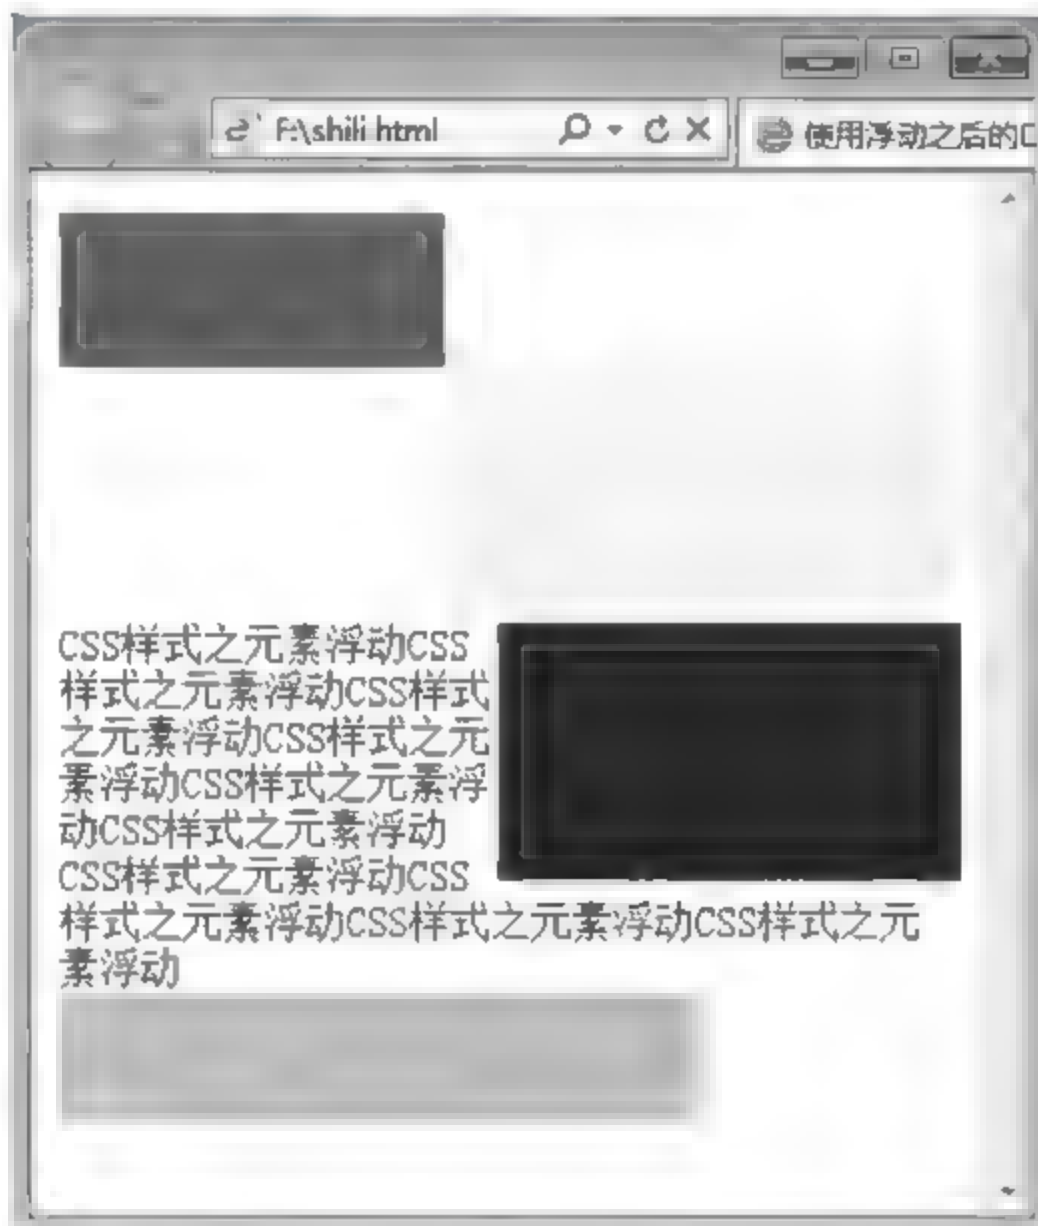 F:\shili html
使用浮动之后的
CSS样式之元素浮动CSS
样式之元素浮动CSS样式
之元素浮动CSS样式之元
素浮动CSS样式之元素浮
动CSS样式之元素浮动
CSS样式之元素浮动CSS
样式之元素浮动CSS样式之元素浮动CSS样式之元
素浮动